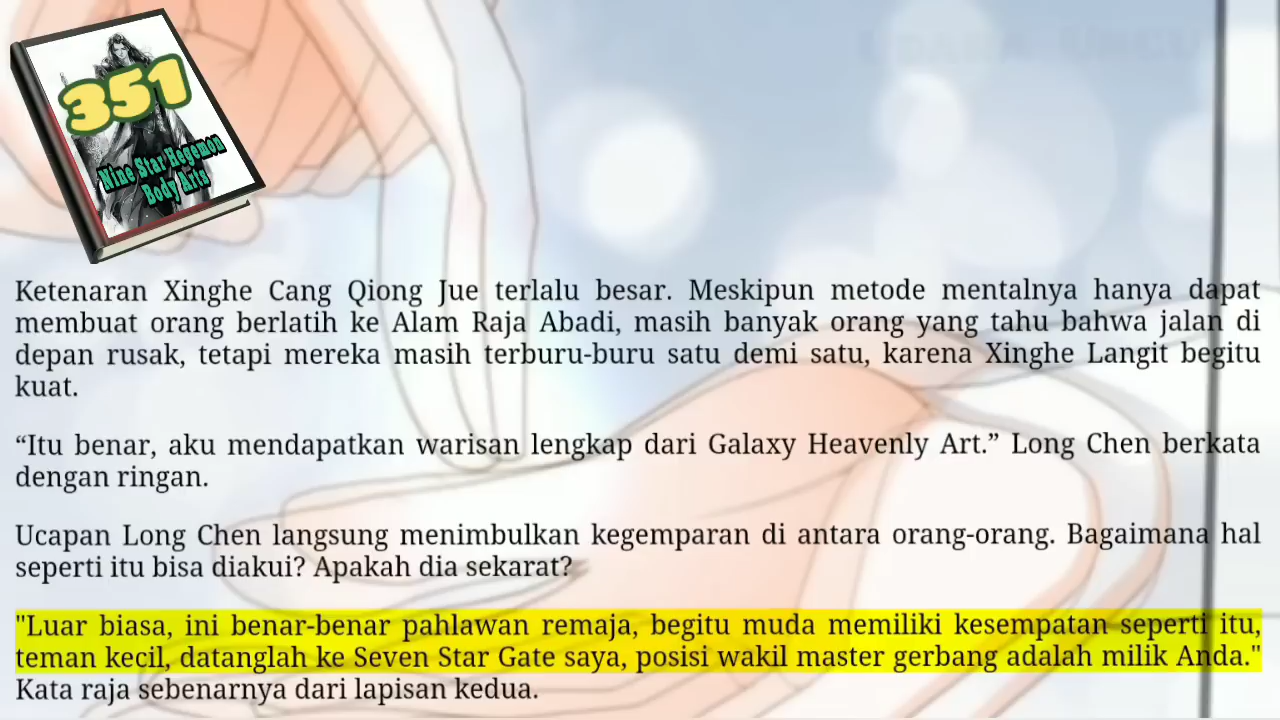 351
Nine Star Hegemon
Body Arts
Ketenaran Xinghe Cang Qiong Jue terlalu besar. Meskipun metode mentalnya hanya dapat
membuat orang berlatih ke Alam Raja Abadi, masih banyak orang yang tahu bahwa jalan di
depan rusak, tetapi mereka masih terburu-buru satu demi satu, karena Xinghe Langit begitu
kuat.
“Itu benar, aku mendapatkan warisan lengkap dari Galaxy Heavenly Art.” Long Chen berkata
dengan ringan.
Ucapan Long Chen langsung menimbulkan kegemparan di antara orang-orang. Bagaimana hal
seperti itu bisa diakui? Apakah dia sekarat?
"Luar biasa, ini benar-benar pahlawan remaja, begitu muda memiliki kesempatan seperti itu,
teman kecil, datanglah ke Seven Star Gate saya, posisi wakil master gerbang adalah milik Anda."
Kata raja sebenarnya dari lapisan kedua.